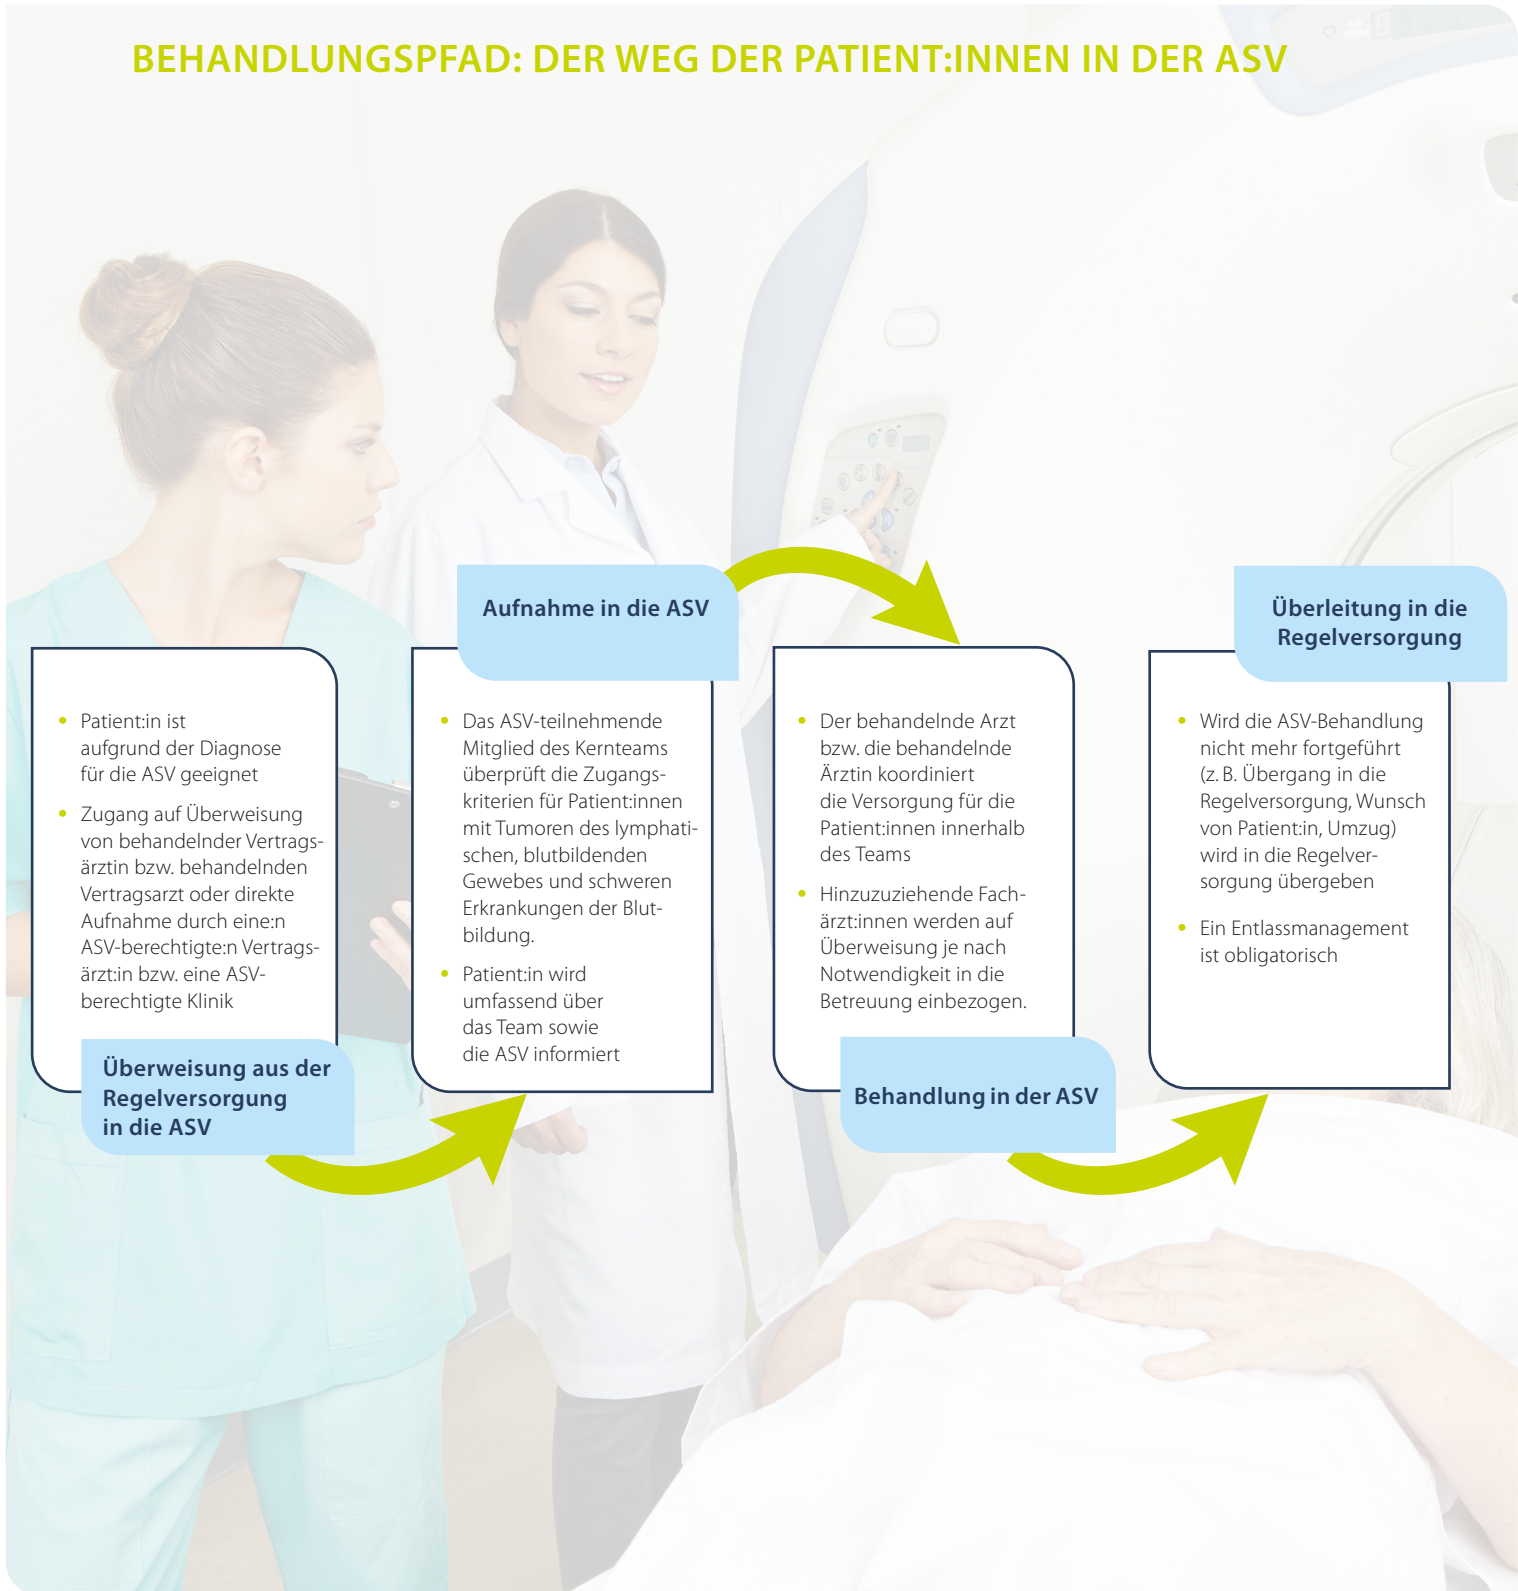 BEHANDLUNGSPFAD: DER WEG DER PATIENT:INNEN IN DER ASV
• Patient:in ist
aufgrund der Diagnose
für die ASV geeignet
• Zugang auf Überweisung
von behandelnder Vertrags-
ärztin bzw. behandelnden
Vertragsarzt oder direkte
Aufnahme durch eine:n
ASV-berechtigte:n Vertrags-
ärzt:in bzw. eine ASV-
berechtigte Klinik
Überweisung aus der
Regelversorgung
in die ASV
Aufnahme in die ASV
• Das ASV-teilnehmende
Mitglied des Kernteams
überprüft die Zugangs-
kriterien für Patient:innen
mit Tumoren des lymphati-
schen, blutbildenden
Gewebes und schweren
Erkrankungen der Blut-
bildung.
• Patient:in wird
umfassend über
das Team sowie
die ASV informiert
• Der behandelnde Arzt
bzw. die behandelnde
Ärztin koordiniert
die Versorgung für die
Patient:innen innerhalb
des Teams
• Hinzuzuziehende Fach-
ärzt:innen werden auf
Überweisung je nach
Notwendigkeit in die
Betreuung einbezogen.
Behandlung in der ASV
Überleitung in die
Regelversorgung
• Wird die ASV-Behandlung
nicht mehr fortgeführt
(z. B. Übergang in die
Regelversorgung, Wunsch
von Patient:in, Umzug)
wird in die Regelver-
sorgung übergeben
• Ein Entlassmanagement
ist obligatorisch